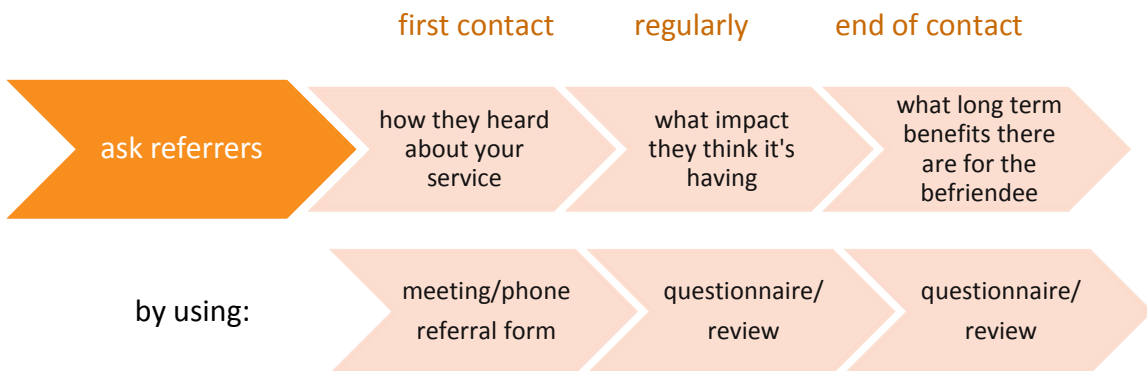 first contact regularly end of contact
ask referrers
how they heard
about your
service
what impact
they think it's
having
what long term
benefits there
are for the
befriendee
by using:
meeting/phone
referral form
questionnaire/
review
questionnaire/
review